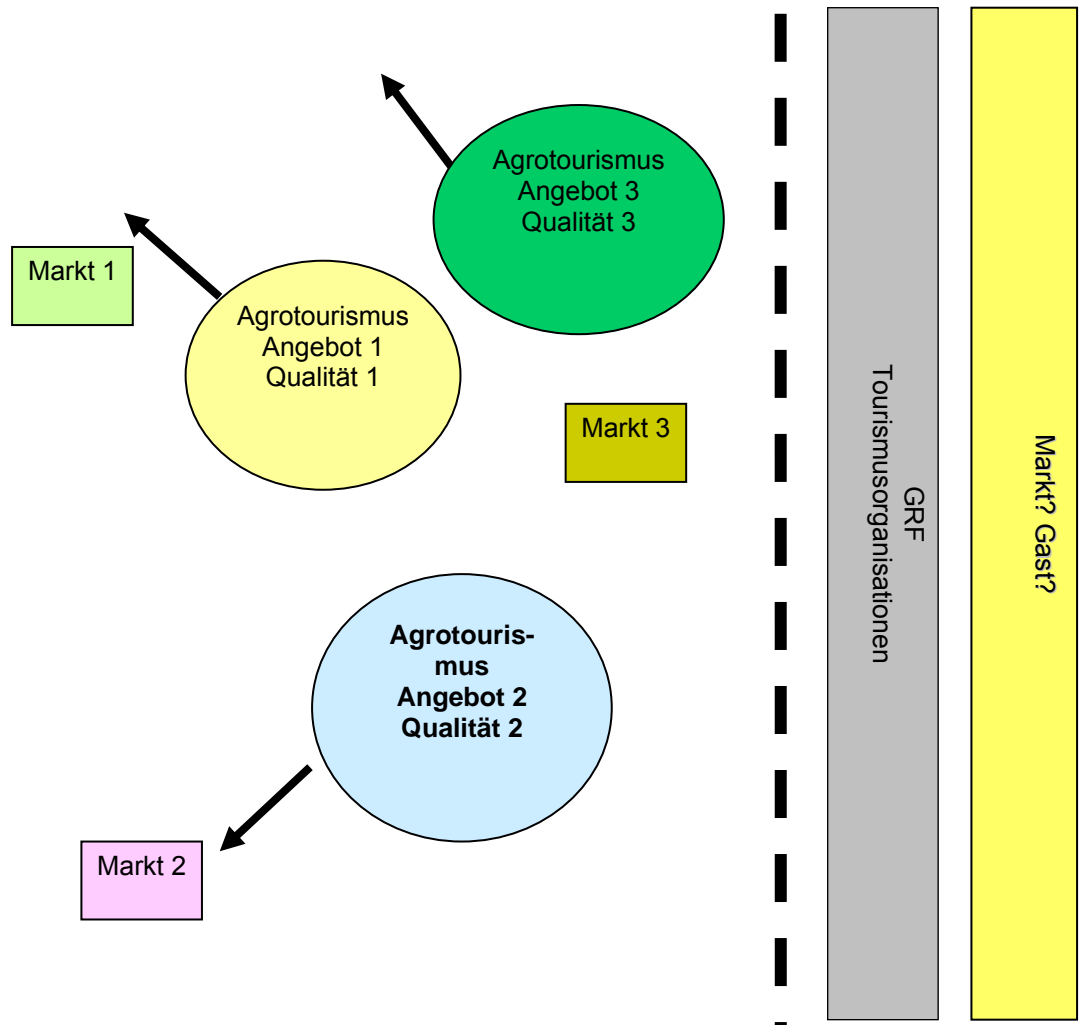 Agrotourismus
Angebot 3
Qualität 3
Markt 1
Agrotourismus
Angebot 1
Qualität 1
Markt 3
Agrotouris-
mus
Angebot 2
Qualität 2
Markt 2
GRF
Tourismusorganisationen
Markt? Gast?